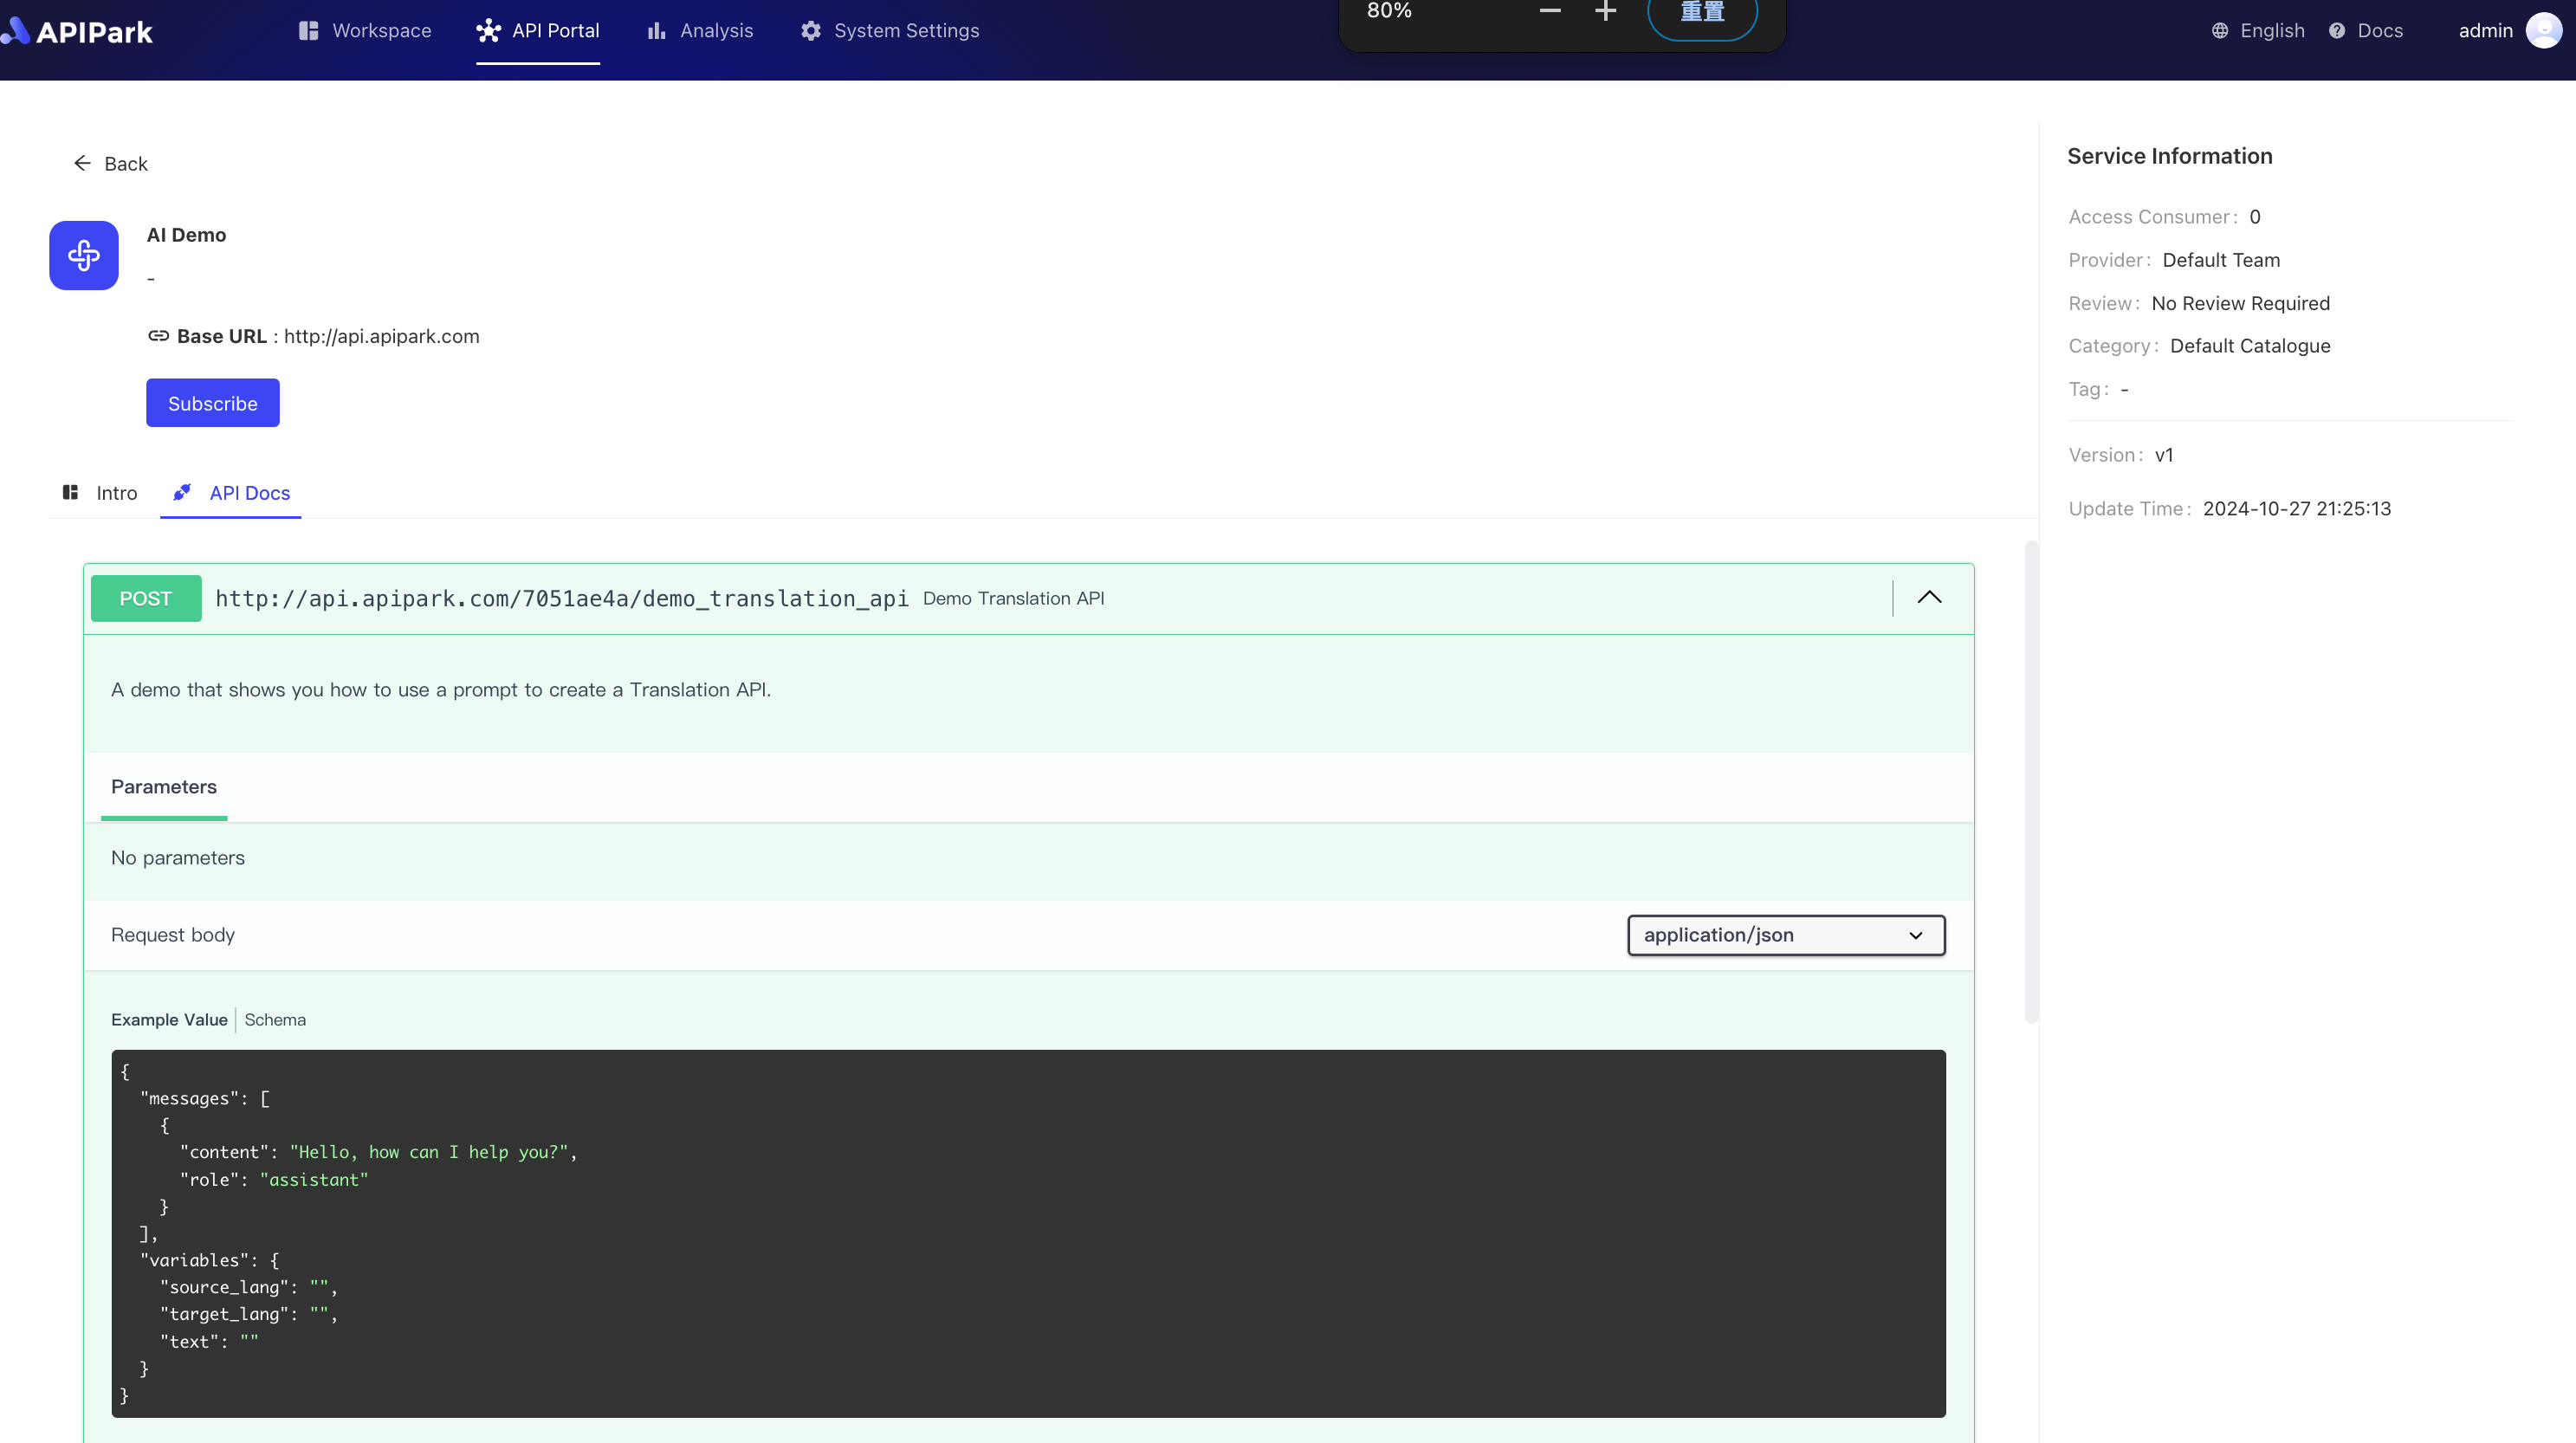 APIPark
Workspace
API Portal
Analysis
System Settings
80%
重置
English
Docs
admin
Back
AI Demo
-
Base URL : http://api.apipark.com
Subscribe
Intro
API Docs
POST http://api.apipark.com/7051ae4a/demo_translation_api Demo Translation API
A demo that shows you how to use a prompt to create a Translation API.
Parameters
No parameters
Request body
application/json
Example Value | Schema
{
  "messages": [
    {
      "content": "Hello, how can I help you?",
      "role": "assistant"
    }
  ],
  "variables": {
    "source_lang": "",
    "target_lang": "",
    "text": ""
  }
}
Service Information
Access Consumer: 0
Provider: Default Team
Review: No Review Required
Category: Default Catalogue
Tag: -
Version: v1
Update Time: 2024-10-27 21:25:13